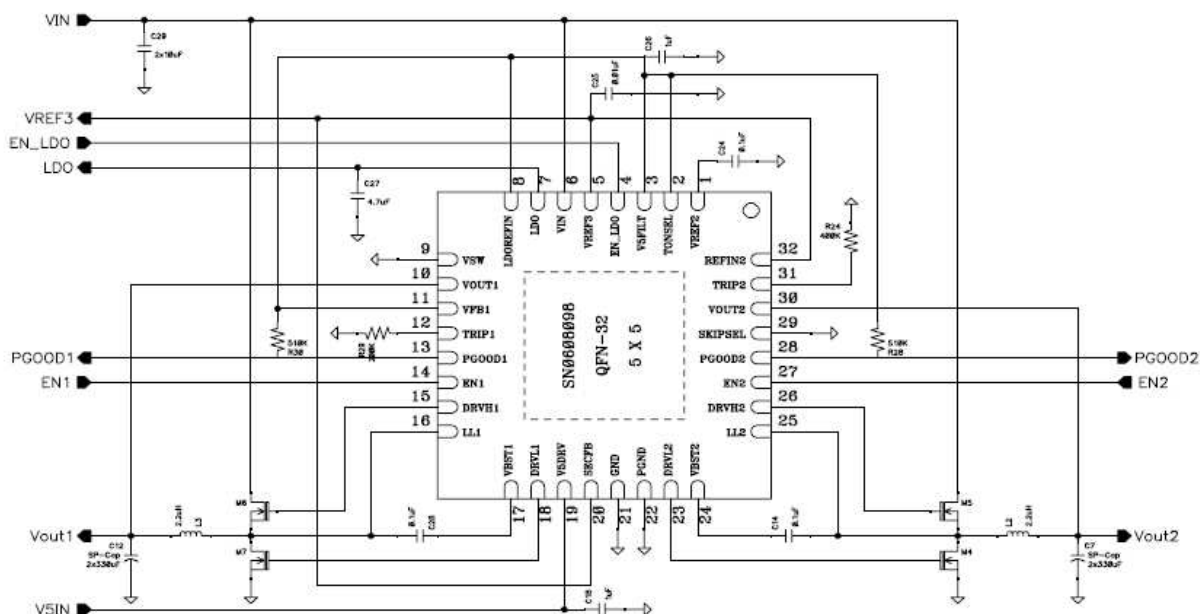 VIN
C29
2x10uF
C26
1uF
C25
0.01uF
VREF3
EN_LDO
LDO
C24
0.1uF
C27
4.7uF
8
7
6
5
4
3
2
1
LDOREFIN
LDO
VIN
VREF3
EN_LDO
V5FILT
TONSEL
VREF2
R24
400K
9
VSW
10
VOUT1
11
VFB1
12
TRIP1
13
PGOOD1
14
EN1
15
DRVH1
16
LL1
32
REFIN2
31
TRIP2
30
VOUT2
29
SKIPSEL
28
PGOOD2
27
EN2
26
DRVH2
25
LL2
SN0608098
QFN-32
5 X 5
510K
R30
510K
R28
PGOOD1
EN1
PGOOD2
EN2
VBST1
DRVL1
V5DRV
SECFB
GND
PGND
DRVL2
VBST2
17
18
19
20
21
22
23
24
M6
M5
2.2uH
L3
0.1uF
C28
C14
0.1uF
L2
2.2uH
Vout1
Vout2
C12
SP-Cap
2x330uF
M7
M4
C7
SP-Cap
2x330uF
V5IN
C18
1uF